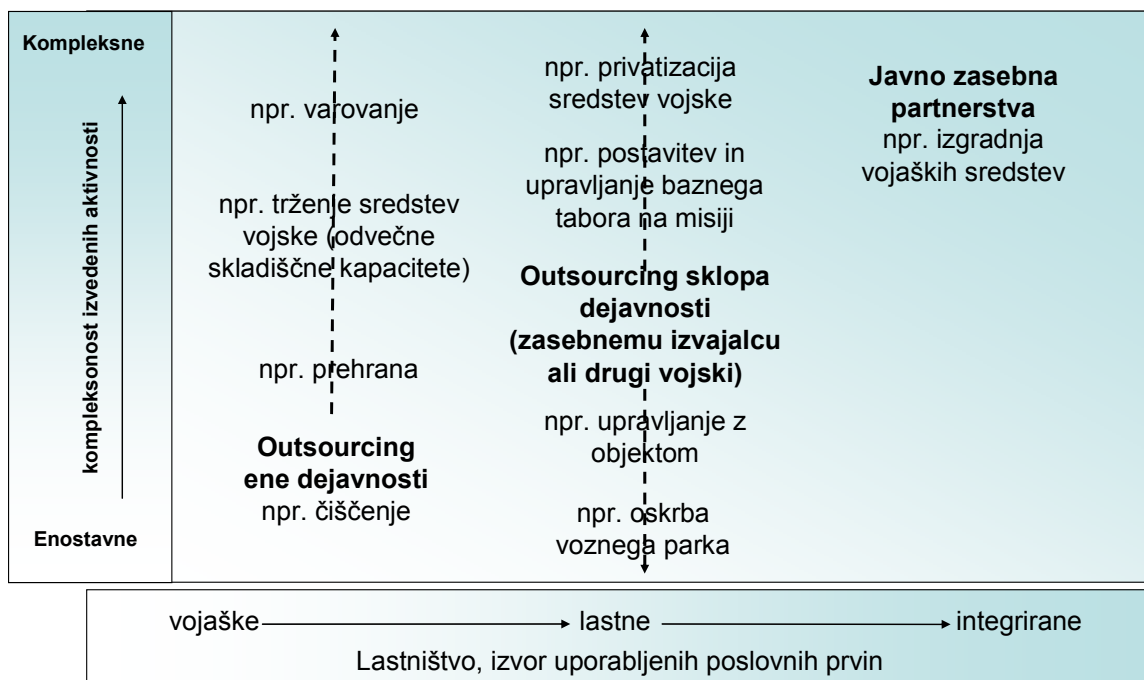 Kompleksne
kompleksonost izvedenih aktivnosti
Enostavne
npr. varovanje
npr. trženje sredstev
vojske (odvečne
skladiščne kapacitete)
npr. prehrana
Outsourcing
ene dejavnosti
npr. čiščenje
npr. privatizacija
sredstev vojske
npr. postavitev in
upravljanje baznega
tabora na misiji
Outsourcing sklopa
dejavnosti
(zasebnemu izvajalcu
ali drugi vojski)
npr. upravljanje z
objektom
npr. oskrba
voznega parka
Javno zasebna
partnerstva
npr. izgradnja
vojaških sredstev
vojaške lastne integrirane
Lastništvo, izvor uporabljenih poslovnih prvin